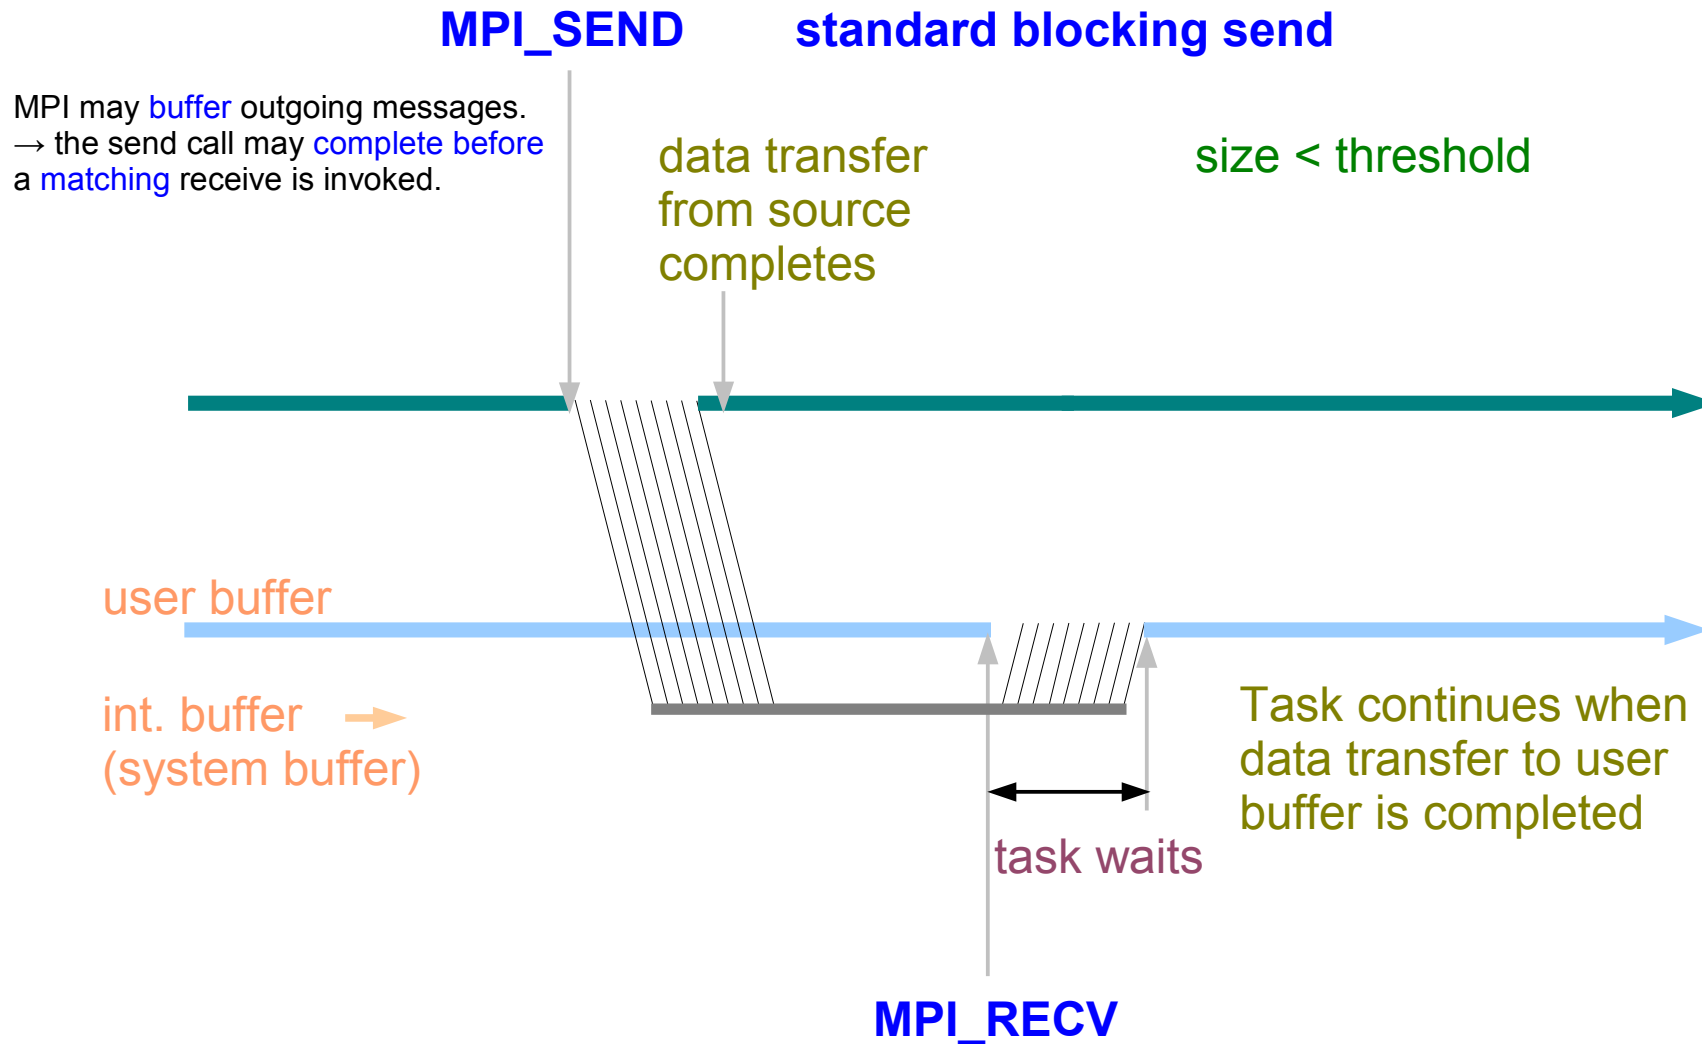 MPI_SEND standard blocking send
MPI may buffer outgoing messages.
→ the send call may complete before
a matching receive is invoked.
data transfer
from source
completes
size < threshold
user buffer
int. buffer
(system buffer)
Task continues when
data transfer to user
buffer is completed
task waits
MPI_RECV